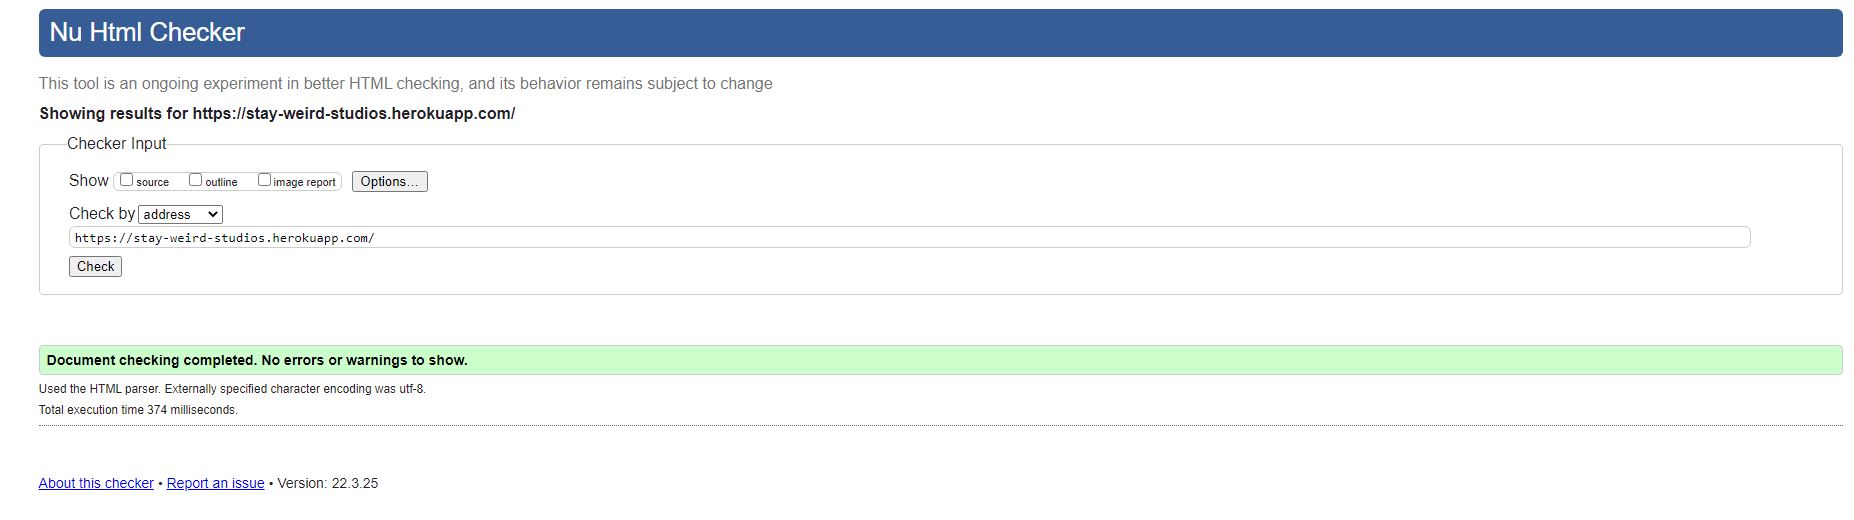 Nu Html Checker
This tool is an ongoing experiment in better HTML checking, and its behavior remains subject to change
Showing results for https://stay-weird-studios.herokuapp.com/
Checker Input
Show source outline image report Options...
Check by address
https://stay-weird-studios.herokuapp.com/
Check
Document checking completed. No errors or warnings to show.
Used the HTML parser. Externally specified character encoding was utf-8.
Total execution time 374 milliseconds.
About this checker • Report an issue • Version: 22.3.25